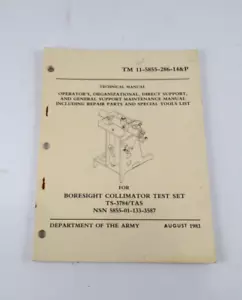 TM 11-5855-286-14&P
TECHNICAL MANUAL
OPERATOR'S, ORGANIZATIONAL, DIRECT SUPPORT,
AND GENERAL SUPPORT MAINTENANCE MANUAL
INCLUDING REPAIR PARTS AND SPECIAL TOOLS LIST
FOR
BORESIGHT COLLIMATOR TEST SET
TS-3784/TAS
NSN 5855-01-133-3587
DEPARTMENT OF THE ARMY AUGUST 1982